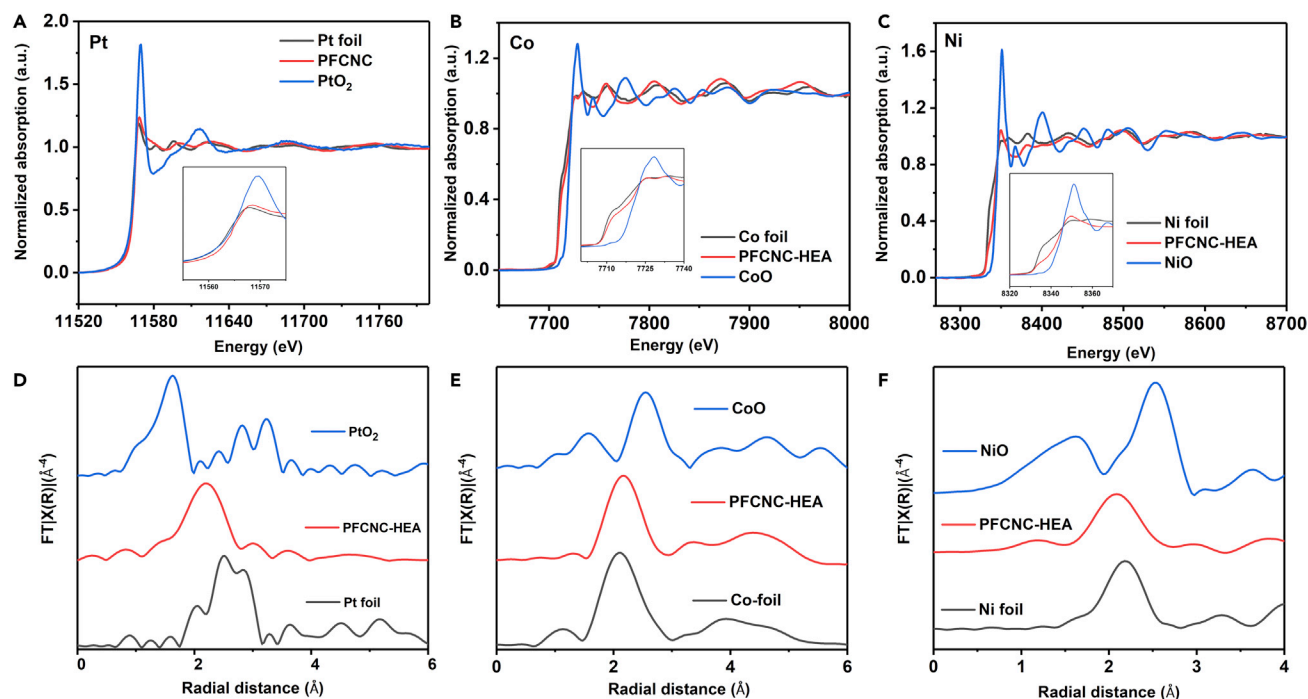 A
Pt
Pt foil
PFCNC
PtO₂
Normalized absorption (a.u.)
2.0
1.5
1.0
0.5
0.0
11560 11570
11520 11580 11640 11700 11760
Energy (eV)
B
Co
Normalized absorption (a.u.)
1.2
0.8
0.4
0.0
7710 7725 7740
Co foil
PFCNC-HEA
CoO
7700 7800 7900 8000
Energy (eV)
C
Ni
Normalized absorption (a.u.)
1.6
1.2
0.8
0.4
0.0
8320 8340 8360
Ni foil
PFCNC-HEA
NiO
8300 8400 8500 8600 8700
Energy (eV)
D
FT|X(R)|(Å⁻⁴)
PtO₂
PFCNC-HEA
Pt foil
0 2 4 6
Radial distance (Å)
E
FT|X(R)|(Å⁻⁴)
CoO
PFCNC-HEA
Co-foil
0 2 4 6
Radial distance (Å)
F
FT|X(R)|(Å⁻⁴)
NiO
PFCNC-HEA
Ni foil
0 1 2 3 4
Radial distance (Å)